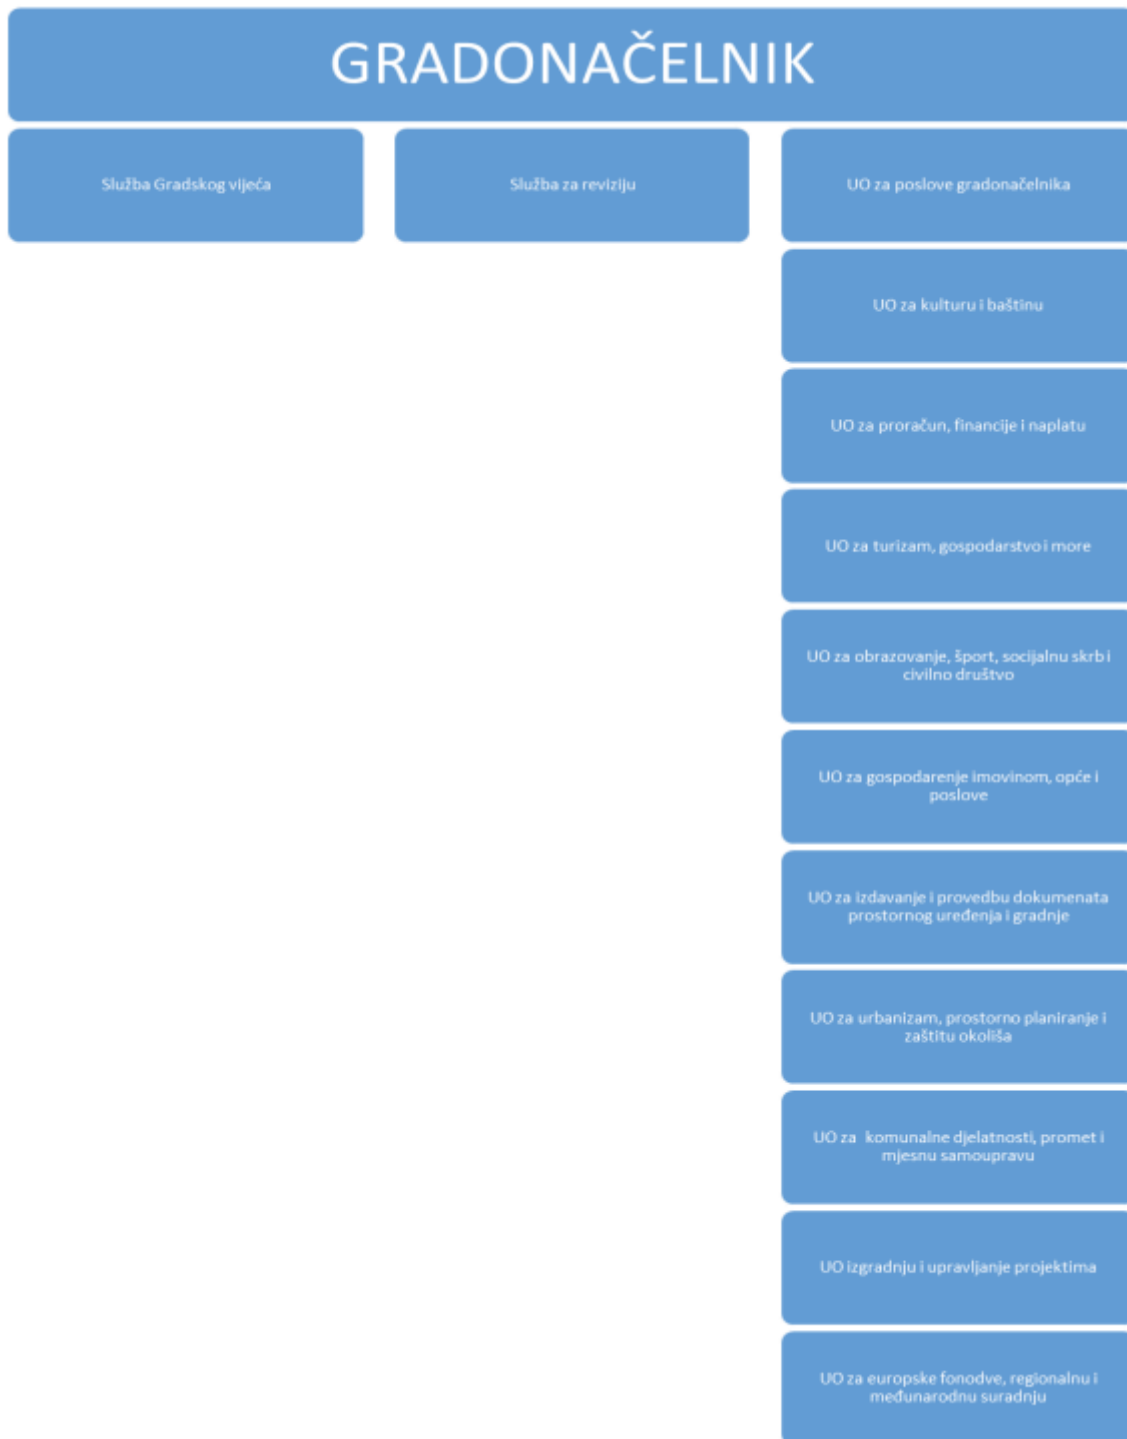 GRADONAČELNIK
Služba Gradskog vijeća
Služba za reviziju
UO za poslove gradonačelnika
UO za kulturu i baštinu
UO za proračun, financije i naplatu
UO za turizam, gospodarstvo i more
UO za obrazovanje, šport, socijalnu skrb i
civilno društvo
UO za gospodarenje imovinom, opće i
poslove
UO za izdavanje i provedbu dokumenata
prostornog uređenja i gradnje
UO za urbanizam, prostorno planiranje i
zaštitu okoliša
UO za  komunalne djelatnosti, promet i
mjesnu samoupravu
UO izgradnju i upravljanje projektima
UO za europske fonodve, regionalnu i
međunarodnu suradnju